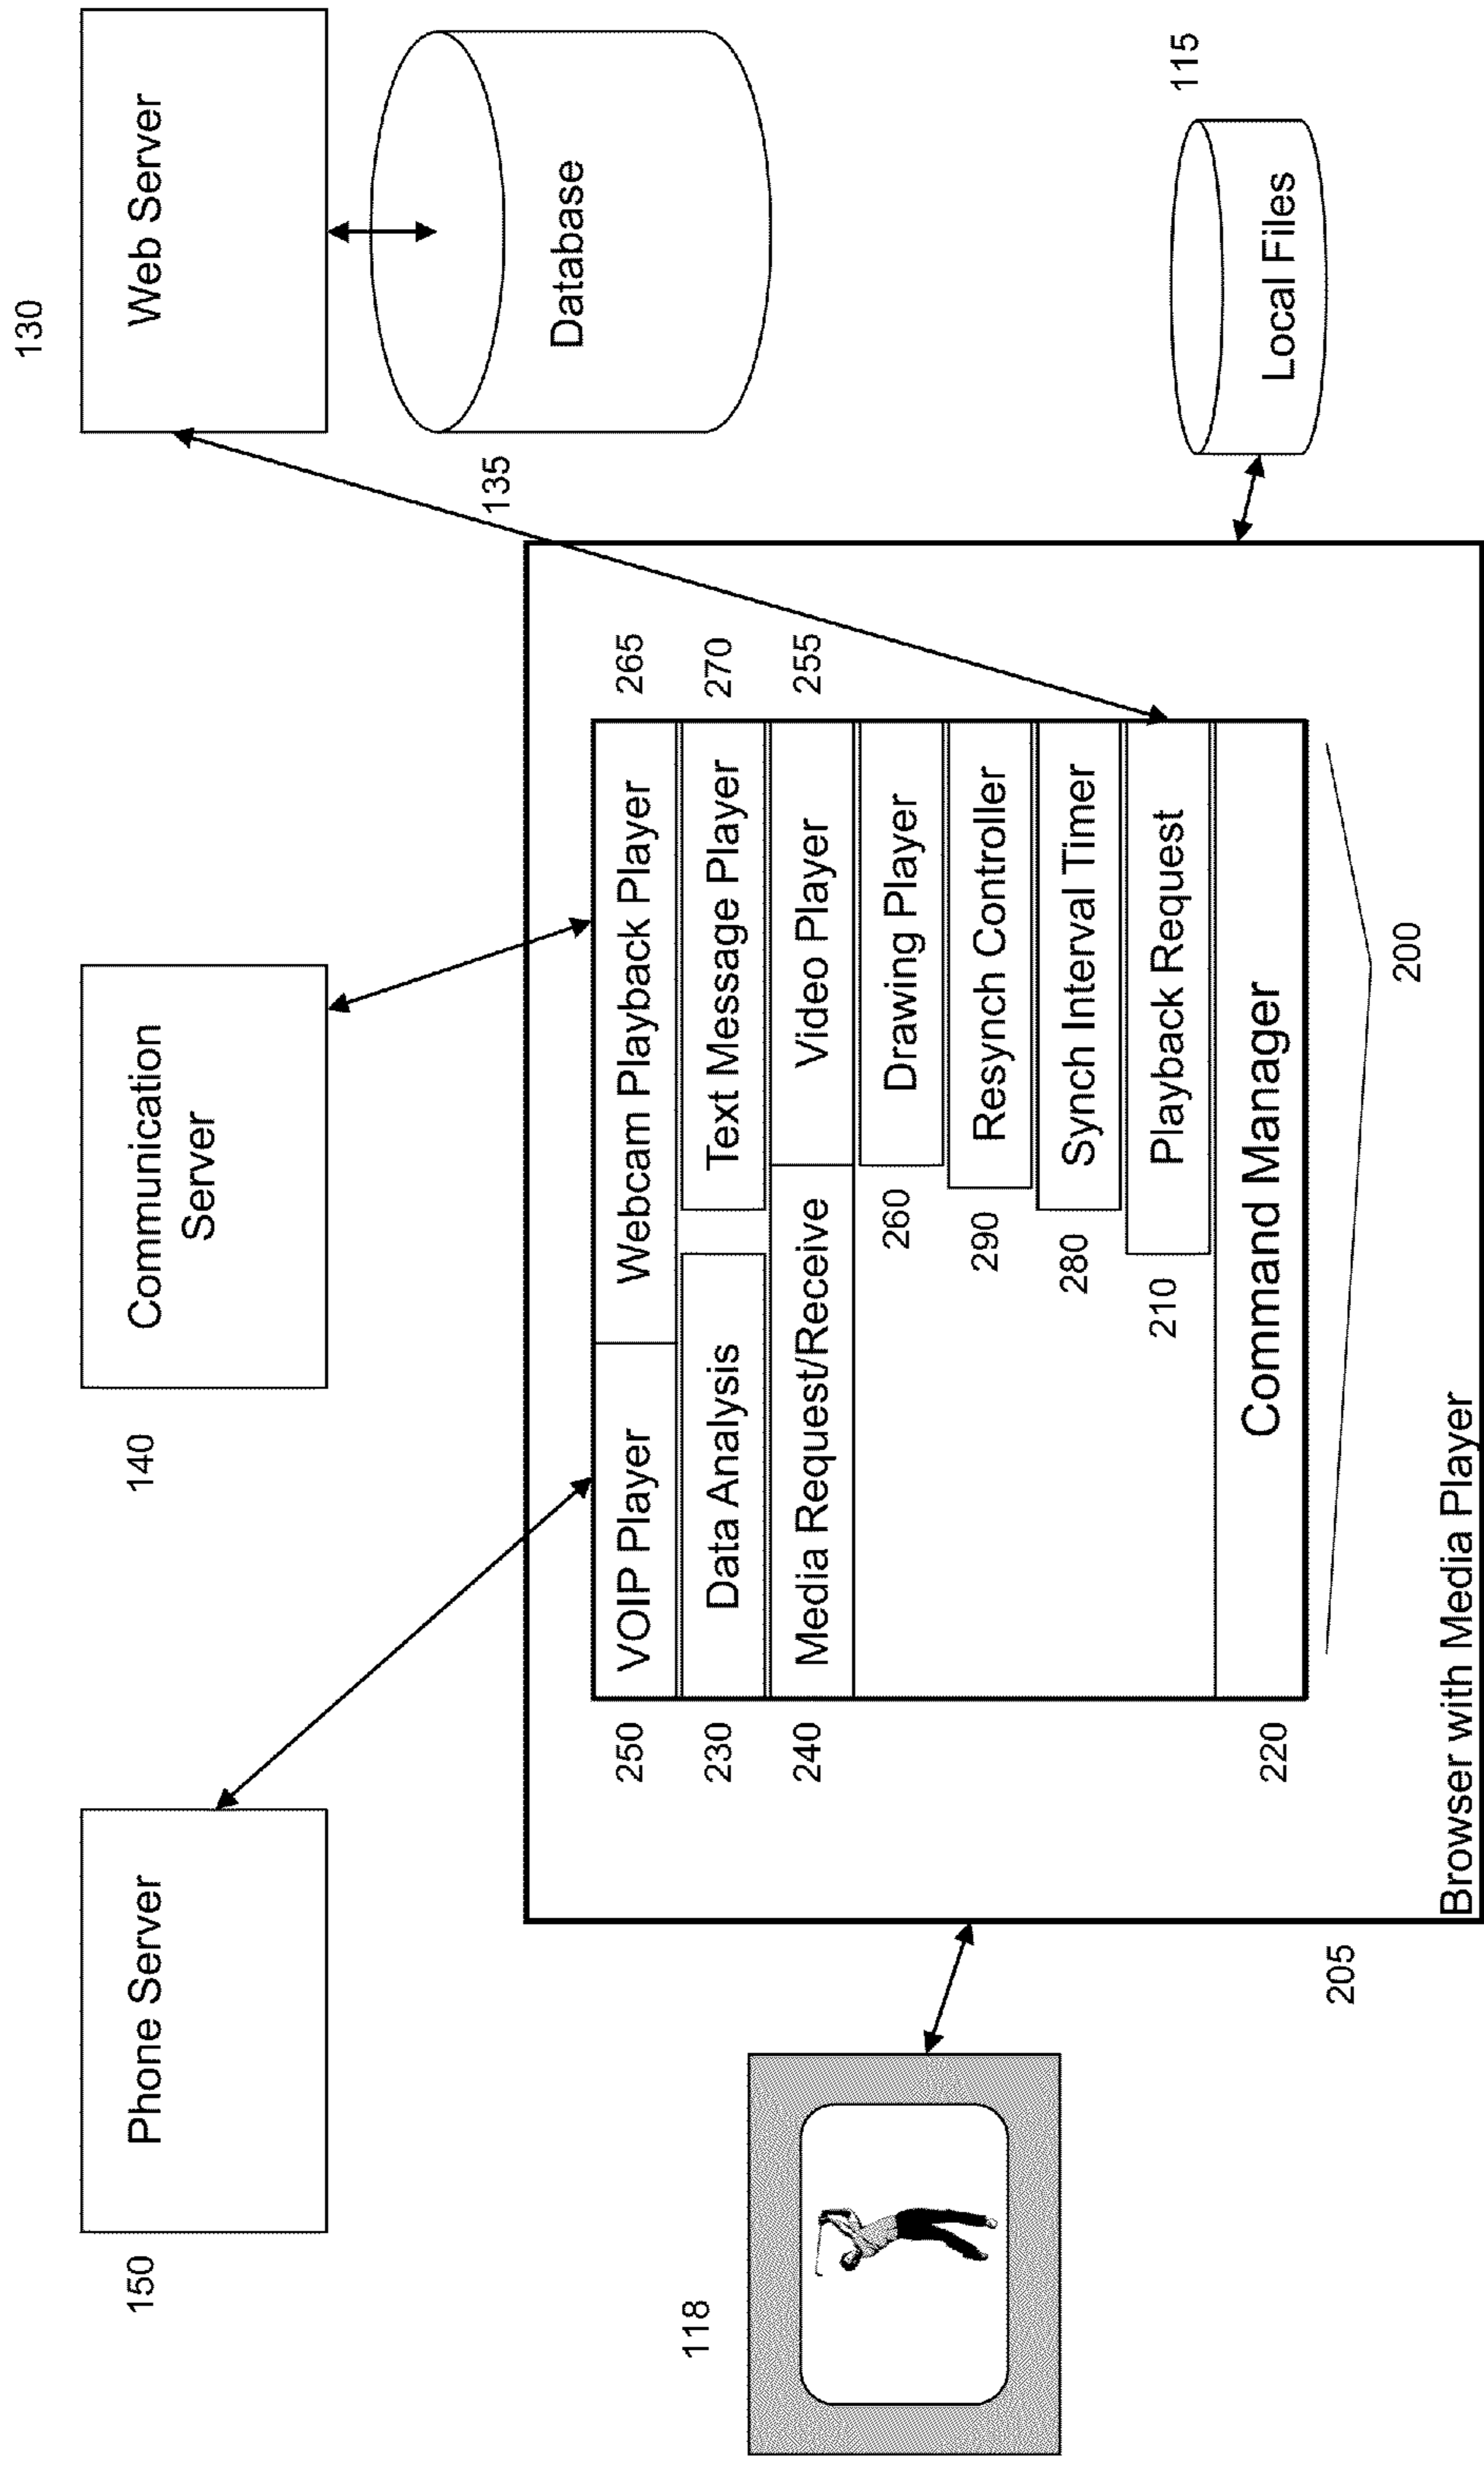 150
Phone Server
140
Communication
Server
130
Web Server
135
Database
118
250
VOIP Player
Webcam Playback Player
265
230
Data Analysis
Text Message Player
270
240
Media Request/Receive
Video Player
255
260
Drawing Player
290
Resynch Controller
280
Synch Interval Timer
210
Playback Request
220
Command Manager
115
Local Files
205
200
Browser with Media Player